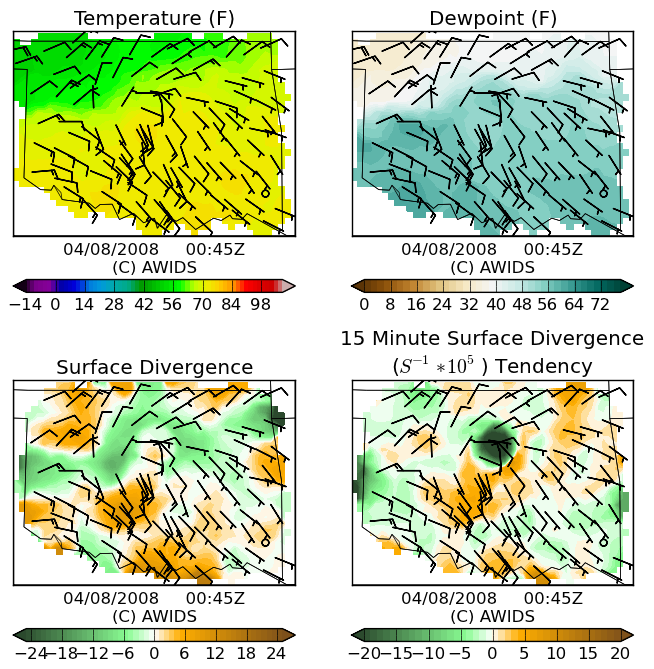 Temperature (F)
Dewpoint (F)
04/08/2008 00:45Z
(C) AWIDS
04/08/2008 00:45Z
(C) AWIDS
−14 0 14 28 42 56 70 84 98
0 8 16 24 32 40 48 56 64 72
15 Minute Surface Divergence
Surface Divergence
(S⁻¹ *10⁵ ) Tendency
04/08/2008 00:45Z
(C) AWIDS
04/08/2008 00:45Z
(C) AWIDS
−24 −18 −12 −6 0 6 12 18 24
−20 −15 −10 −5 0 5 10 15 20